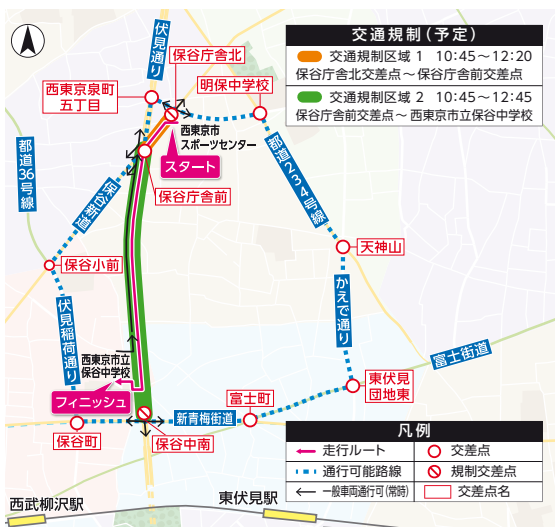 交通規制(予定)
交通規制区域1 10:45～12:20
保谷庁舎北交差点～保谷庁舎前交差点
交通規制区域2 10:45～12:45
保谷庁舎前交差点～西東京市立保谷中学校
伏見通り
保谷庁舎北
西東京泉町
五丁目
明保中学校
西東京市
スポーツセンター
スタート
都道36号線
保谷新道
保谷庁舎前
都道234号線
天神山
保谷小前
かえで通り
伏見稲荷通り
西東京市立
保谷中学校
富士街道
東伏見
団地東
フィニッシュ
富士町
新青梅街道
保谷町
保谷中南
凡例
走行ルート
交差点
通行可能路線
規制交差点
一般車両通行可(常時)
交差点名
西武柳沢駅
東伏見駅